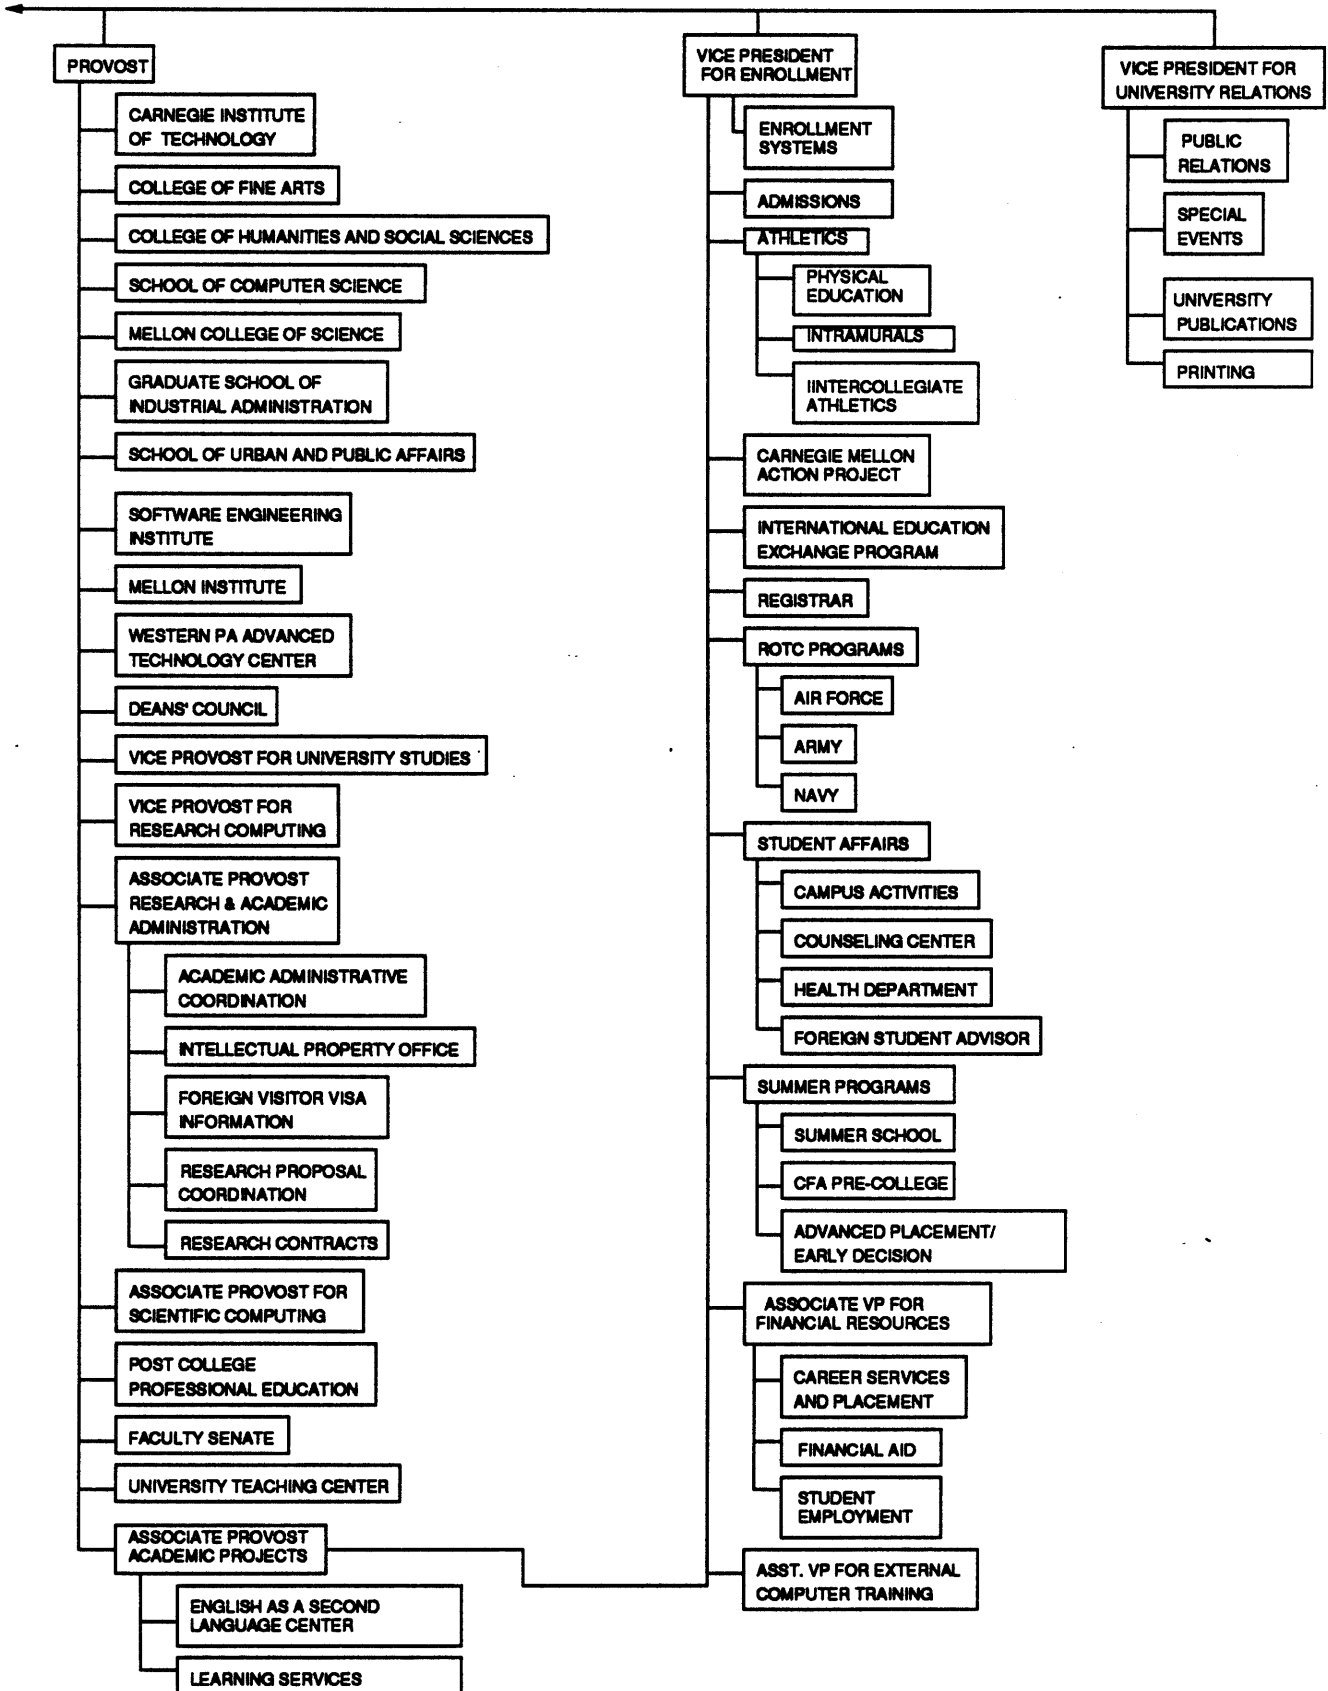 PROVOST
CARNEGIE INSTITUTE
OF TECHNOLOGY
COLLEGE OF FINE ARTS
COLLEGE OF HUMANITIES AND SOCIAL SCIENCES
SCHOOL OF COMPUTER SCIENCE
MELLON COLLEGE OF SCIENCE
GRADUATE SCHOOL OF
INDUSTRIAL ADMINISTRATION
SCHOOL OF URBAN AND PUBLIC AFFAIRS
SOFTWARE ENGINEERING
INSTITUTE
MELLON INSTITUTE
WESTERN PA ADVANCED
TECHNOLOGY CENTER
DEANS' COUNCIL
VICE PROVOST FOR UNIVERSITY STUDIES
VICE PROVOST FOR
RESEARCH COMPUTING
ASSOCIATE PROVOST
RESEARCH & ACADEMIC
ADMINISTRATION
ACADEMIC ADMINISTRATIVE
COORDINATION
INTELLECTUAL PROPERTY OFFICE
FOREIGN VISITOR VISA
INFORMATION
RESEARCH PROPOSAL
COORDINATION
RESEARCH CONTRACTS
ASSOCIATE PROVOST FOR
SCIENTIFIC COMPUTING
POST COLLEGE
PROFESSIONAL EDUCATION
FACULTY SENATE
UNIVERSITY TEACHING CENTER
ASSOCIATE PROVOST
ACADEMIC PROJECTS
ENGLISH AS A SECOND
LANGUAGE CENTER
LEARNING SERVICES
VICE PRESIDENT
FOR ENROLLMENT
ENROLLMENT
SYSTEMS
ADMISSIONS
ATHLETICS
PHYSICAL
EDUCATION
INTRAMURALS
IINTERCOLLEGIATE
ATHLETICS
CARNEGIE MELLON
ACTION PROJECT
INTERNATIONAL EDUCATION
EXCHANGE PROGRAM
REGISTRAR
ROTC PROGRAMS
AIR FORCE
ARMY
NAVY
STUDENT AFFAIRS
CAMPUS ACTIVITIES
COUNSELING CENTER
HEALTH DEPARTMENT
FOREIGN STUDENT ADVISOR
SUMMER PROGRAMS
SUMMER SCHOOL
CFA PRE-COLLEGE
ADVANCED PLACEMENT/
EARLY DECISION
ASSOCIATE VP FOR
FINANCIAL RESOURCES
CAREER SERVICES
AND PLACEMENT
FINANCIAL AID
STUDENT
EMPLOYMENT
ASST. VP FOR EXTERNAL
COMPUTER TRAINING
VICE PRESIDENT FOR
UNIVERSITY RELATIONS
PUBLIC
RELATIONS
SPECIAL
EVENTS
UNIVERSITY
PUBLICATIONS
PRINTING